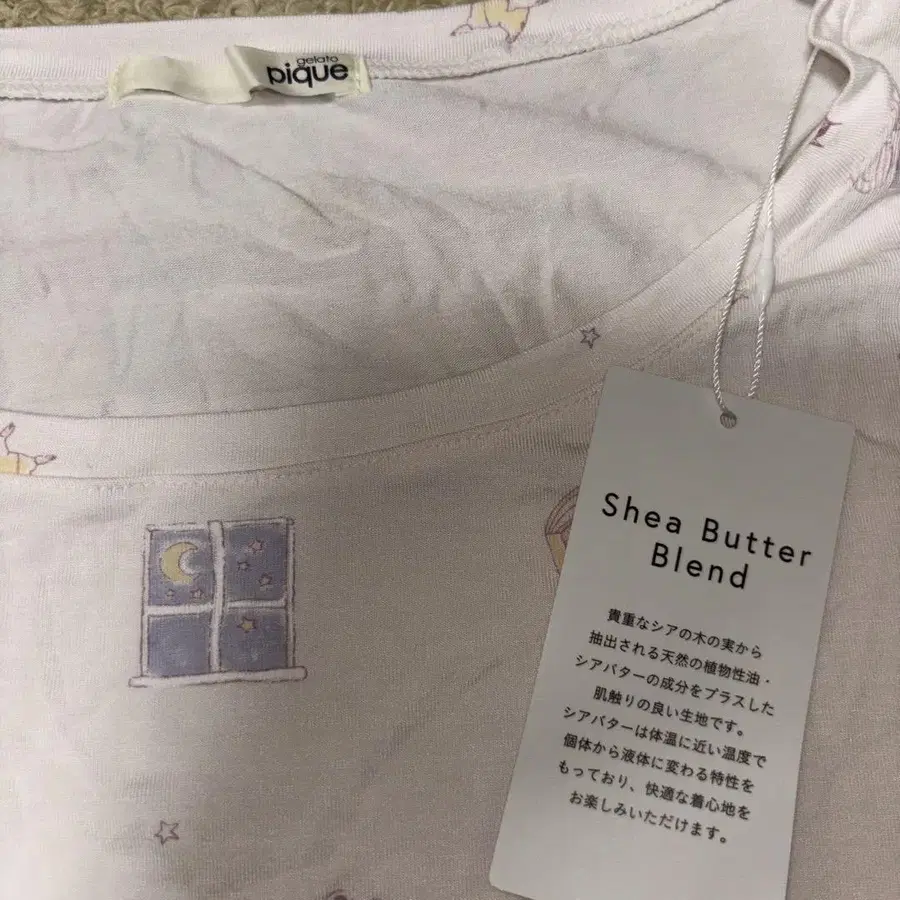 gelato
pique
Shea Butter
Blend
貴重なシアの木の実から
抽出される天然の植物性油・
シアバターの成分をプラスした
肌触りの良い生地です。
シアバターは体温に近い温度で
個体から液体に変わる特性を
もっており、快適な着心地を
お楽しみいただけます。